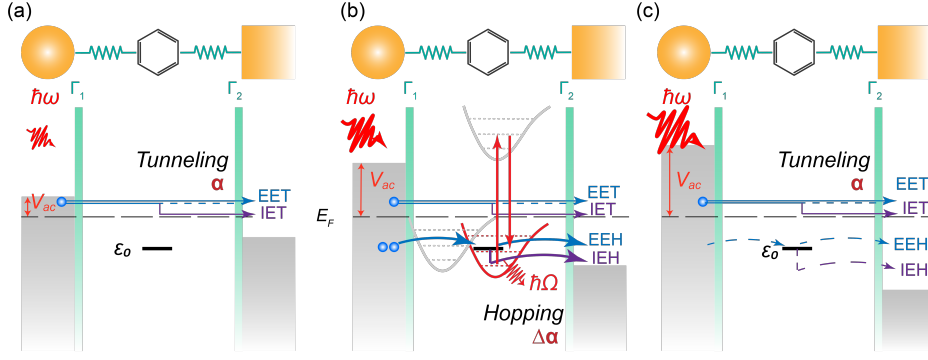 (a)
Γ1
Γ2
ħω
Tunneling
α
Vac
EET
IET
ε0
(b)
Γ1
Γ2
ħω
Vac
EET
IET
EF
EEH
IEH
ħΩ
Hopping
Δα
(c)
Γ1
Γ2
ħω
Tunneling
α
Vac
EET
IET
EEH
ε0
IEH